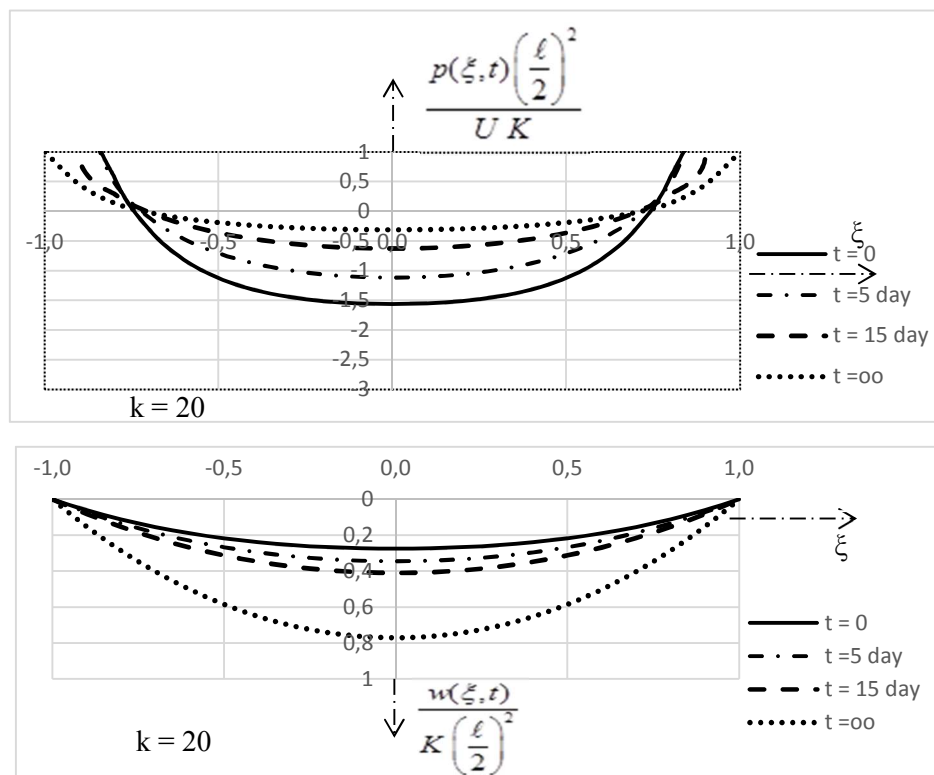 p(ξ,t)(ℓ/2)²
U K
1
0,5
0
-1,0 -0,5 0,0 0,5 1,0
-0,5
-1
-1,5
-2
-2,5
-3
ξ
t = 0
t =5 day
t = 15 day
t =oo
k = 20
-1,0 -0,5 0,0 0,5 1,0
0
0,2
0,4
0,6
0,8
1
ξ
t = 0
t =5 day
t = 15 day
t =oo
w(ξ,t)
K(ℓ/2)²
k = 20